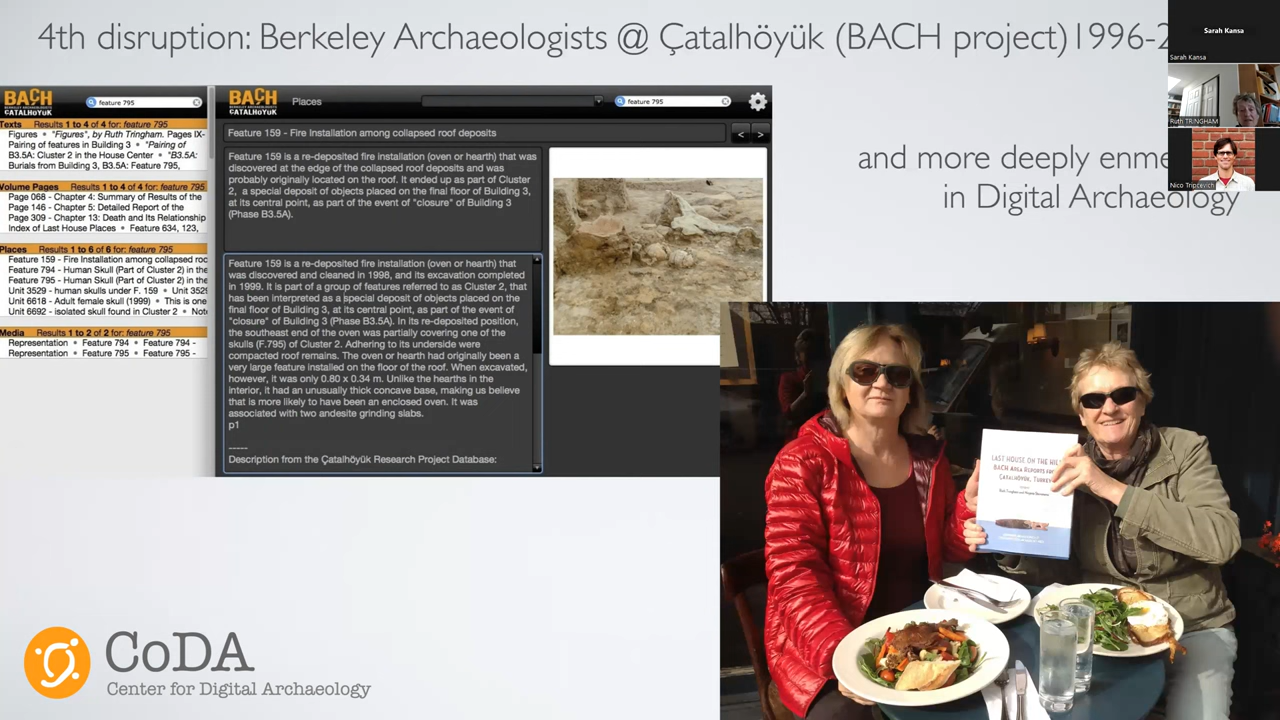 4th disruption: Berkeley Archaeologists @ Çatalhöyük (BACH project)1996-2
Sarah Kansa
Sarah Kansa
Ruth TRINGHAM
Nico Tripcevich
and more deeply enme
in Digital Archaeology
BACH
BERKELEY ARCHAEOLOGISTS
ÇATALHÖYÜK
feature 795
Texts Results 1 to 4 of 4 for: feature 795
Figures • "Figures", by Ruth Tringham. Pages IX-
Pairing of features in Building 3 • "Pairing of
B3.5A: Cluster 2 in the House Center • "B3.5A:
Burials from Building 3, B3.5A: Feature 795,
Volume Pages Results 1 to 4 of 4 for: feature 795
Page 068 - Chapter 4: Summary of Results of the
Page 146 - Chapter 5: Detailed Report of the
Page 309 - Chapter 13: Death and Its Relationship
Index of Last House Places • Feature 634, 123,
Places Results 1 to 6 of 6 for: feature 795
Feature 159 - Fire Installation among collapsed roof
Feature 794 - Human Skull (Part of Cluster 2) in the
Feature 795 - Human Skull (Part of Cluster 2) in the
Unit 3529 - human skulls under F. 159 • Unit 3529
Unit 6618 - Adult female skull (1999) • This is one
Unit 6692 - isolated skull found in Cluster 2 • Not
Media Results 1 to 2 of 2 for: feature 795
Representation • Feature 794 • Feature 794 -
Representation • Feature 795 • Feature 795 -
BACH
BERKELEY ARCHAEOLOGISTS
ÇATALHÖYÜK
Places
feature 795
Feature 159 - Fire Installation among collapsed roof deposits
< >
Feature 159 is a re-deposited fire installation (oven or hearth) that was
discovered at the edge of the collapsed roof deposits and was
probably originally located on the roof. It ended up as part of Cluster
2, a special deposit of objects placed on the final floor of Building 3,
at its central point, as part of the event of "closure" of Building 3
(Phase B3.5A).
Feature 159 is a re-deposited fire installation (oven or hearth) that
was discovered and cleaned in 1998, and its excavation completed
in 1999. It is part of a group of features referred to as Cluster 2, that
has been interpreted as a special deposit of objects placed on the
final floor of Building 3, at its central point, as part of the event of
"closure" of Building 3 (Phase B3.5A). In its re-deposited position,
the southeast end of the oven was partially covering one of the
skulls (F.795) of Cluster 2. Adhering to its underside were
compacted roof remains. The oven or hearth had originally been a
very large feature installed on the floor of the roof. When excavated,
however, it was only 0.80 x 0.34 m. Unlike the hearths in the
interior, it had an unusually thick concave base, making us believe
that is more likely to have been an enclosed oven. It was
associated with two andesite grinding slabs.
p1
-----
Description from the Çatalhöyük Research Project Database:
LAST HOUSE ON THE HILL
BACH AREA REPORTS FROM
ÇATALHÖYÜK, TURKEY
CoDA
Center for Digital Archaeology